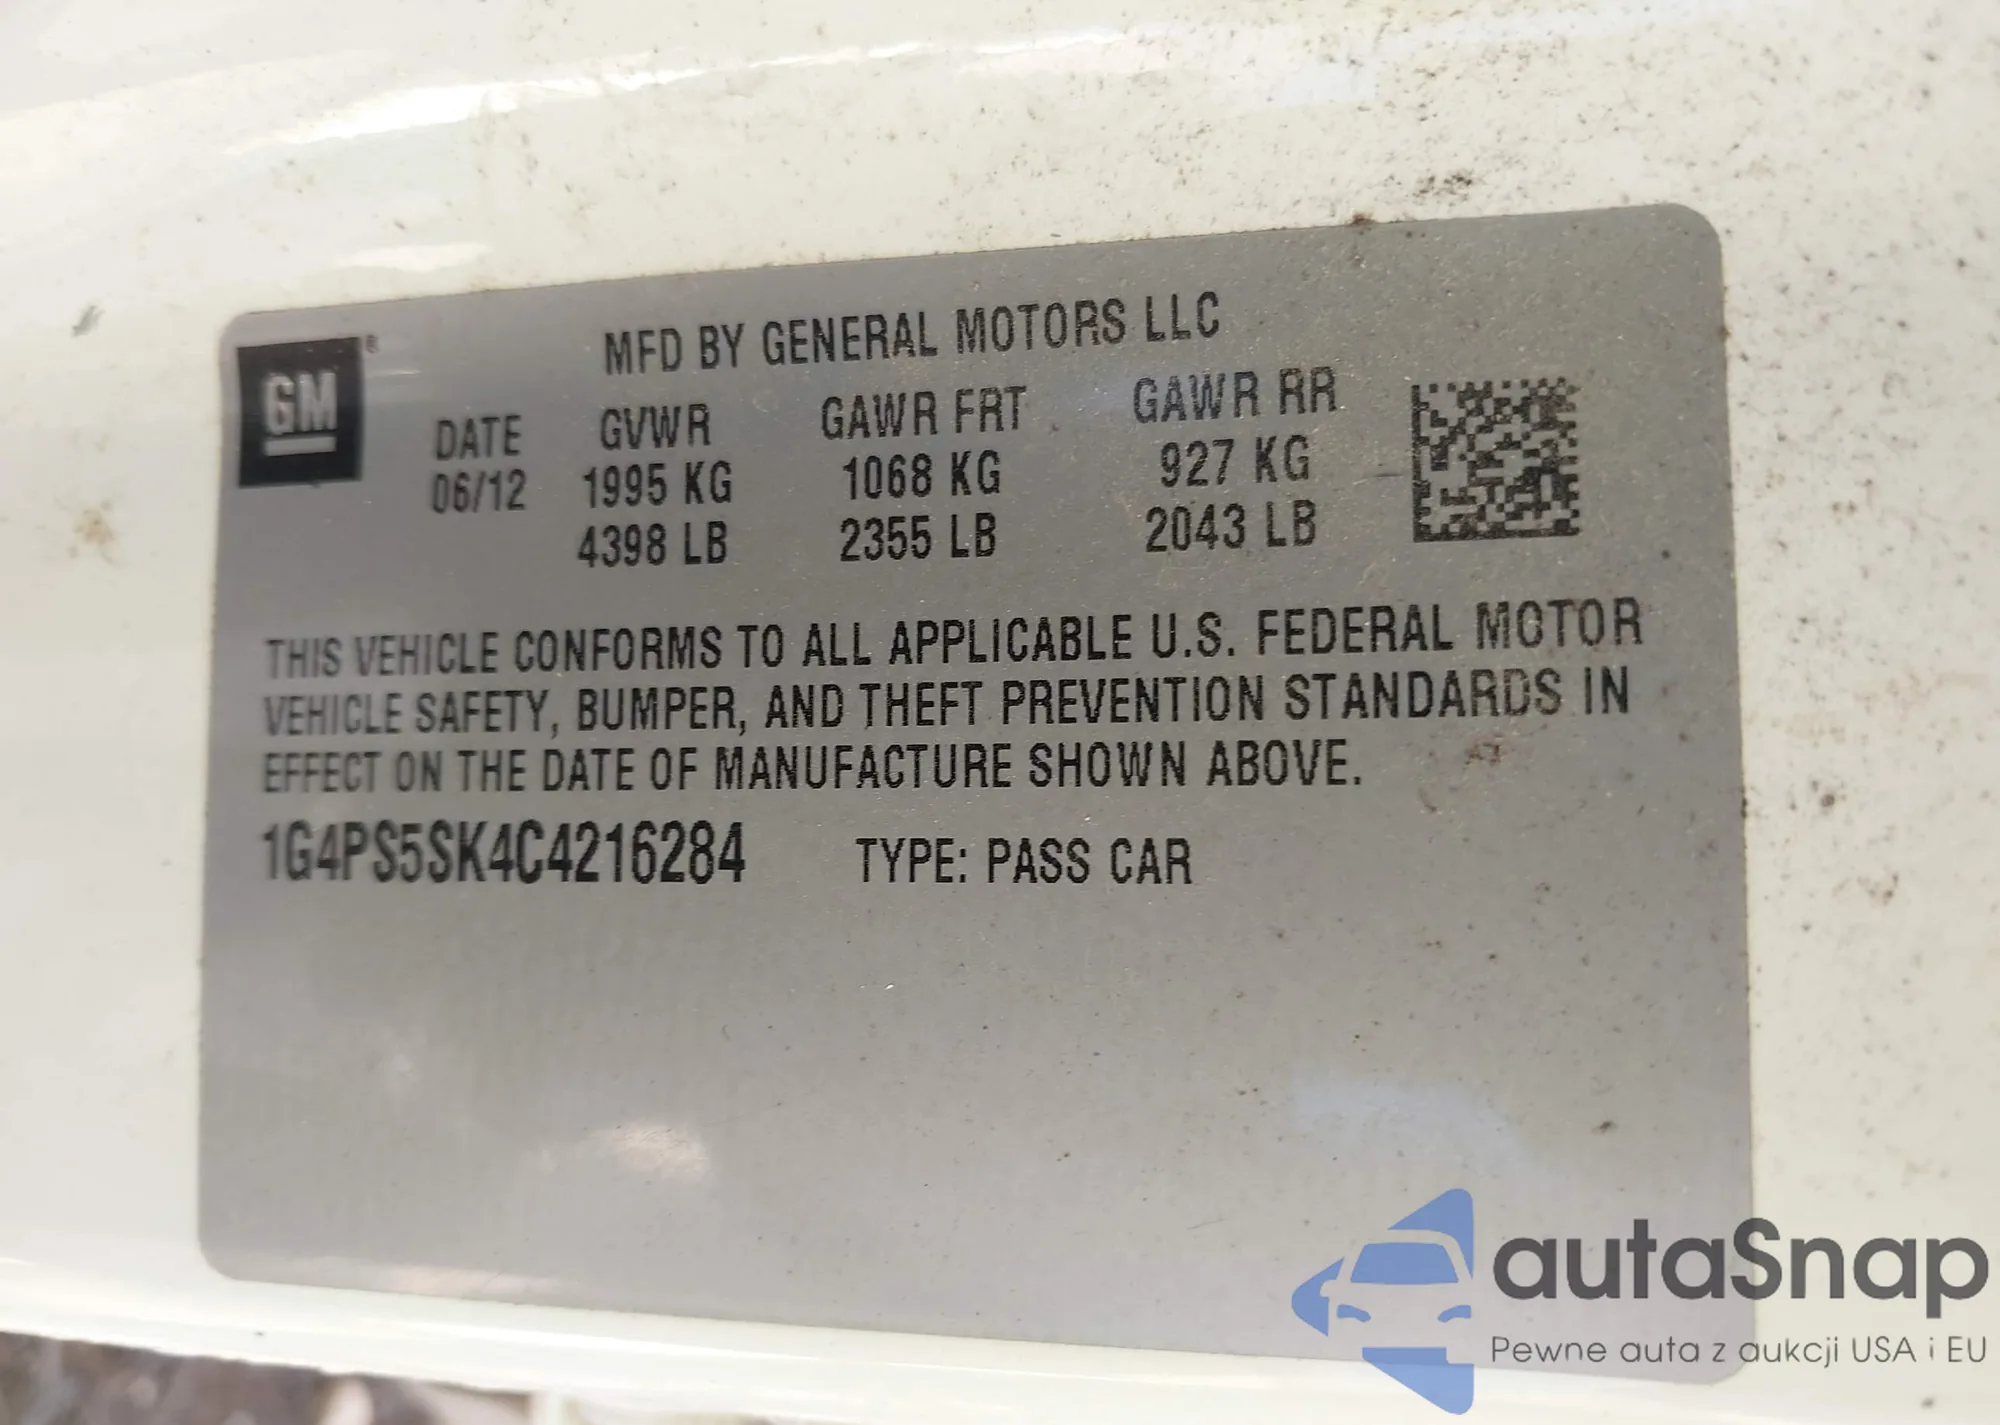 GM®
MFD BY GENERAL MOTORS LLC
DATE GVWR GAWR FRT GAWR RR
06/12 1995 KG 1068 KG 927 KG
4398 LB 2355 LB 2043 LB
THIS VEHICLE CONFORMS TO ALL APPLICABLE U.S. FEDERAL MOTOR
VEHICLE SAFETY, BUMPER, AND THEFT PREVENTION STANDARDS IN
EFFECT ON THE DATE OF MANUFACTURE SHOWN ABOVE.
1G4PS5SK4C4216284 TYPE: PASS CAR
autaSnap
Pewne auta z aukcji USA i EU